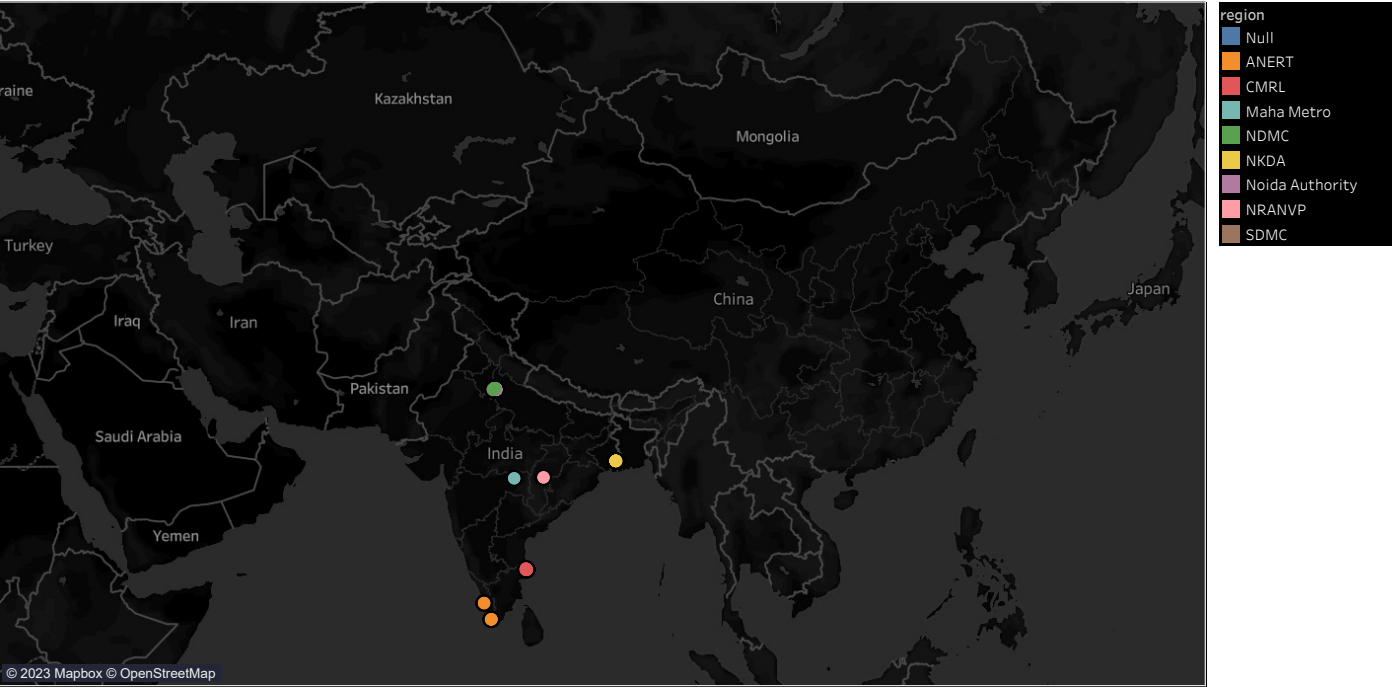 region
Null
ANERT
CMRL
Maha Metro
NDMC
NKDA
Noida Authority
NRANVP
SDMC
raine
Kazakhstan
Mongolia
Turkey
China
Japan
Iraq
Iran
Pakistan
Saudi Arabia
India
Yemen
© 2023 Mapbox © OpenStreetMap